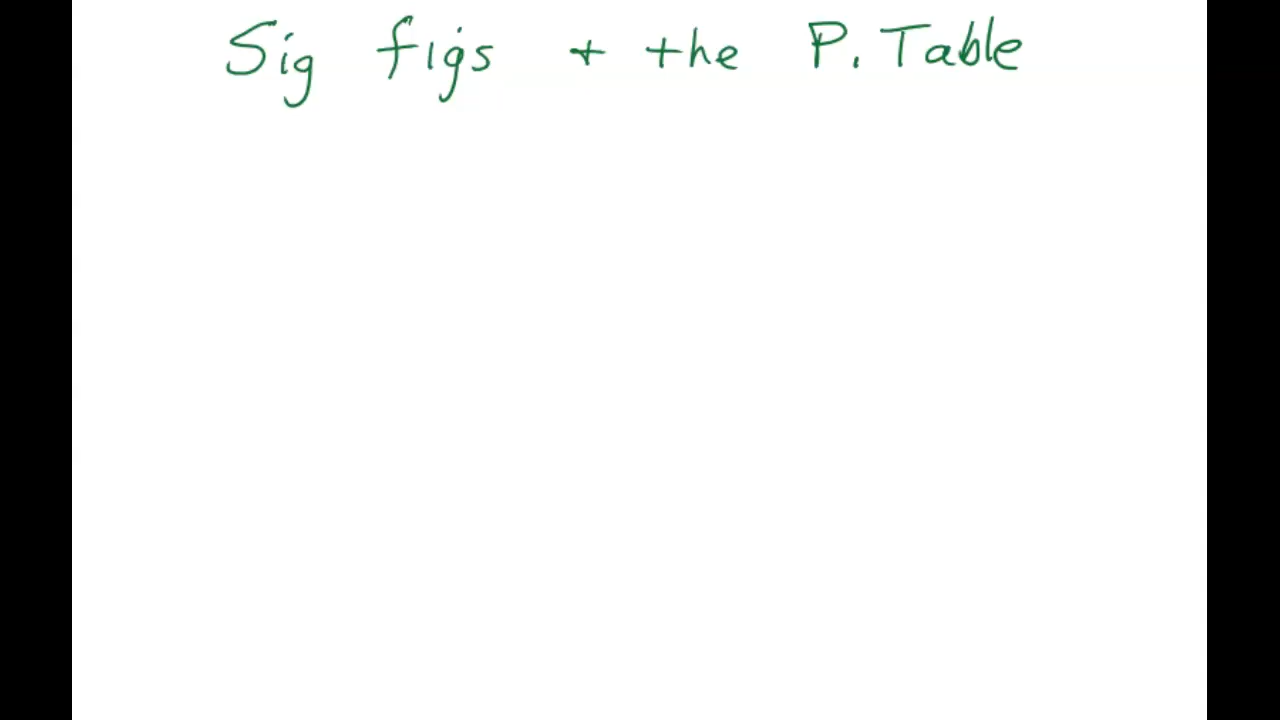 Sig figs + the P. Table